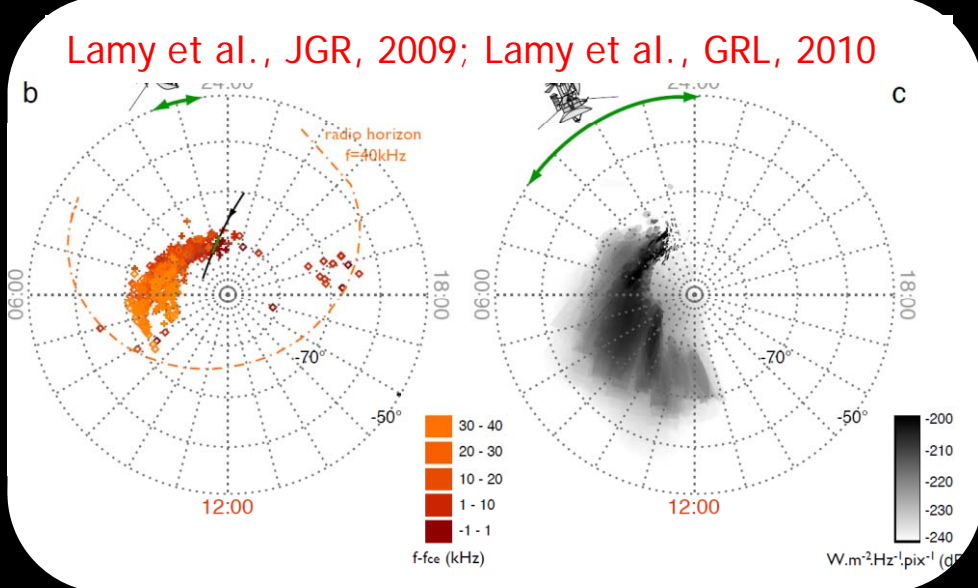 Lamy et al., JGR, 2009; Lamy et al., GRL, 2010
b
24:00
radio horizon
f=40kHz
06:00
18:00
-70°
-50°
12:00
30 - 40
20 - 30
10 - 20
1 - 10
-1 - 1
f-fce (kHz)
c
24:00
06:00
18:00
-70°
-50°
12:00
-200
-210
-220
-230
-240
W.m⁻².Hz⁻¹.pix⁻¹